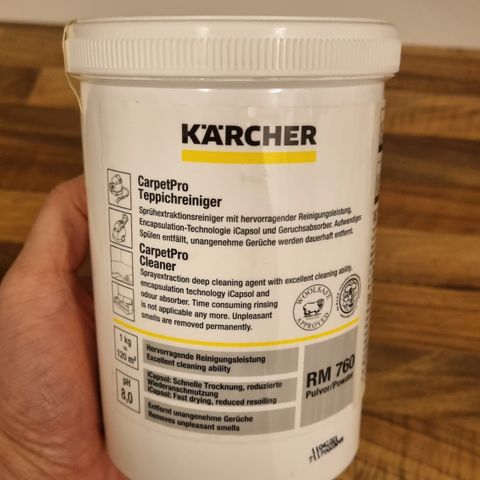 KÄRCHER
CarpetPro
Teppichreiniger
Sprühextraktionsreiniger mit hervorragender Reinigungsleistung,
Encapsulation-Technologie iCapsol und Geruchsabsorber. Aufwendiges
Spülen entfällt, unangenehme Gerüche werden dauerhaft entfernt.
CarpetPro
Cleaner
Sprayextraction deep cleaning agent with excellent cleaning ability,
encapsulation technology iCapsol and
odour absorber. Time consuming rinsing
is not applicable any more. Unpleasant
smells are removed permanently.
WOOLSAFE
APPROVED
1 kg
=
120 m²
Hervorragende Reinigungsleistung
Excellent cleaning ability
pH
8,0
iCapsol: Schnelle Trocknung, reduzierte
Wiederanschmutzung
iCapsol: Fast drying, reduced resoiling
Entfernt unangenehme Gerüche
Removes unpleasant smells
RM 760
Pulver/Powder